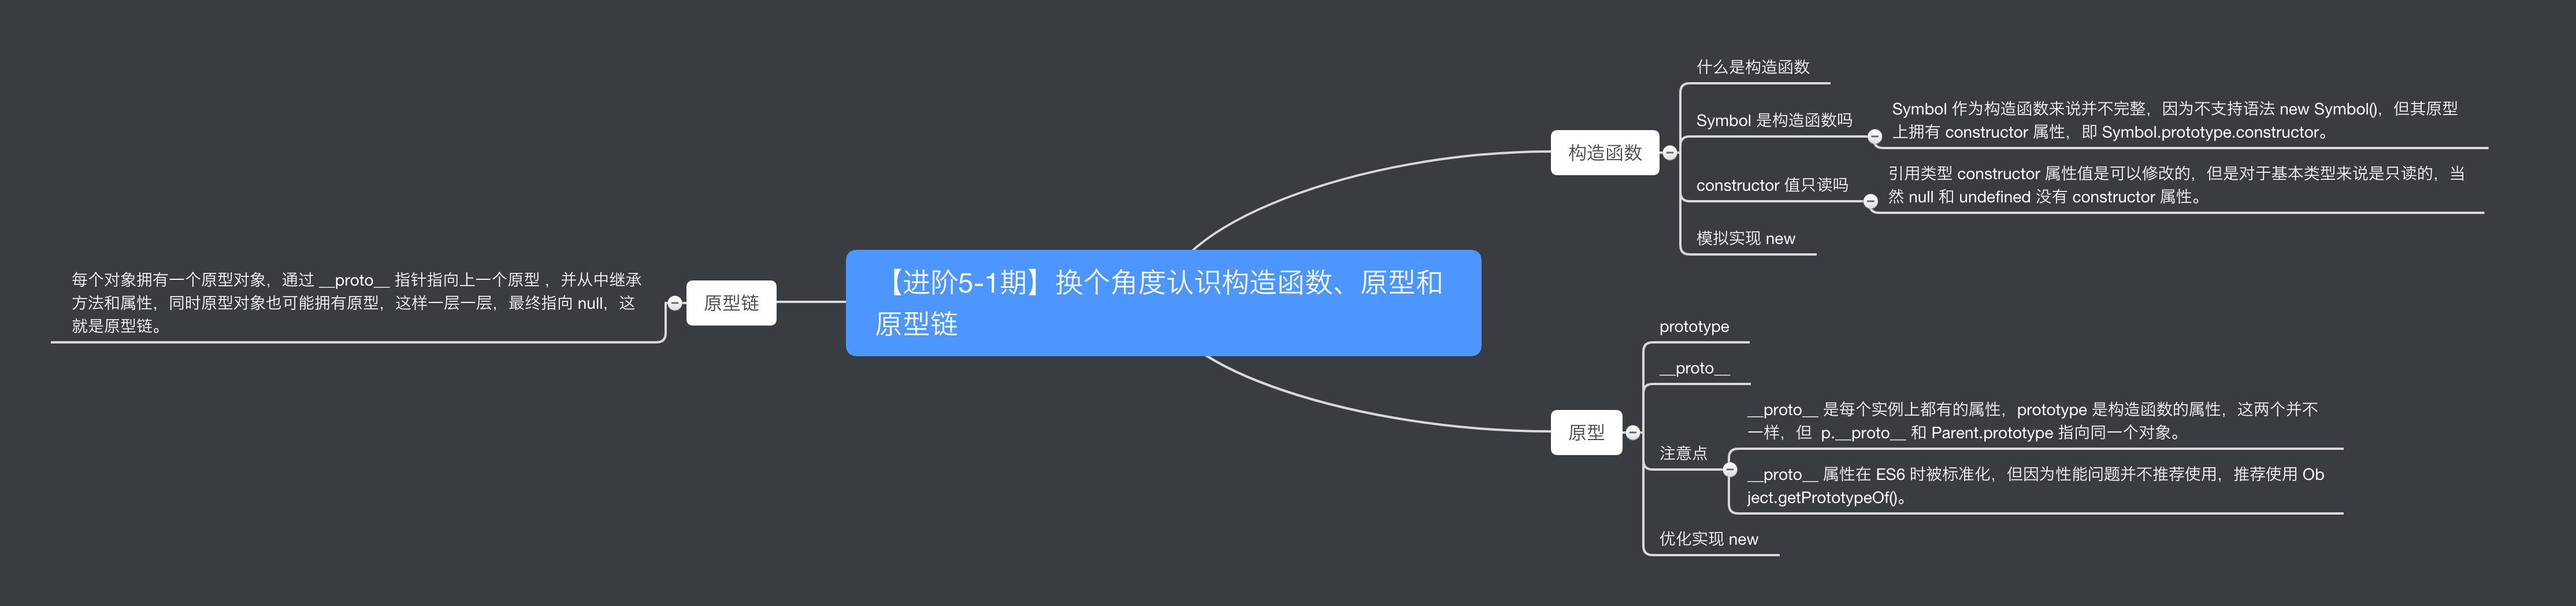 【进阶5-1期】换个角度认识构造函数、原型和
原型链
构造函数
什么是构造函数
Symbol 是构造函数吗
Symbol 作为构造函数来说并不完整，因为不支持语法 new Symbol()，但其原型
上拥有 constructor 属性，即 Symbol.prototype.constructor。
constructor 值只读吗
引用类型 constructor 属性值是可以修改的，但是对于基本类型来说是只读的，当
然 null 和 undefined 没有 constructor 属性。
模拟实现 new
原型
prototype
__proto__
注意点
__proto__ 是每个实例上都有的属性，prototype 是构造函数的属性，这两个并不
一样，但  p.__proto__ 和 Parent.prototype 指向同一个对象。
__proto__ 属性在 ES6 时被标准化，但因为性能问题并不推荐使用，推荐使用 Ob
ject.getPrototypeOf()。
优化实现 new
原型链
每个对象拥有一个原型对象，通过 __proto__ 指针指向上一个原型 ，并从中继承
方法和属性，同时原型对象也可能拥有原型，这样一层一层，最终指向 null，这
就是原型链。